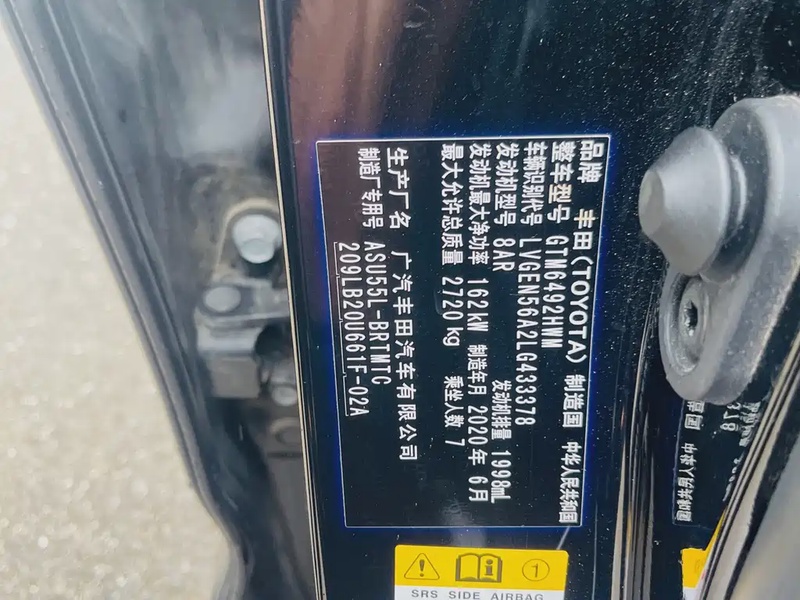 品牌 丰田(TOYOTA) 制造国 中华人民共和国
整车型号 GTM6492HWM
车辆识别代号 LVGEN56A2LG433378
发动机型号 8AR 发动机排量 1998mL
发动机最大净功率 162kW 制造年月 2020年 6月
最大允许总质量 2720kg 乘坐人数 7
生产厂名 广汽丰田汽车有限公司
制造厂专用号 ASU55L-BRTMTC
209LB20U661F-02A
1
SRS SIDE AIRBAG